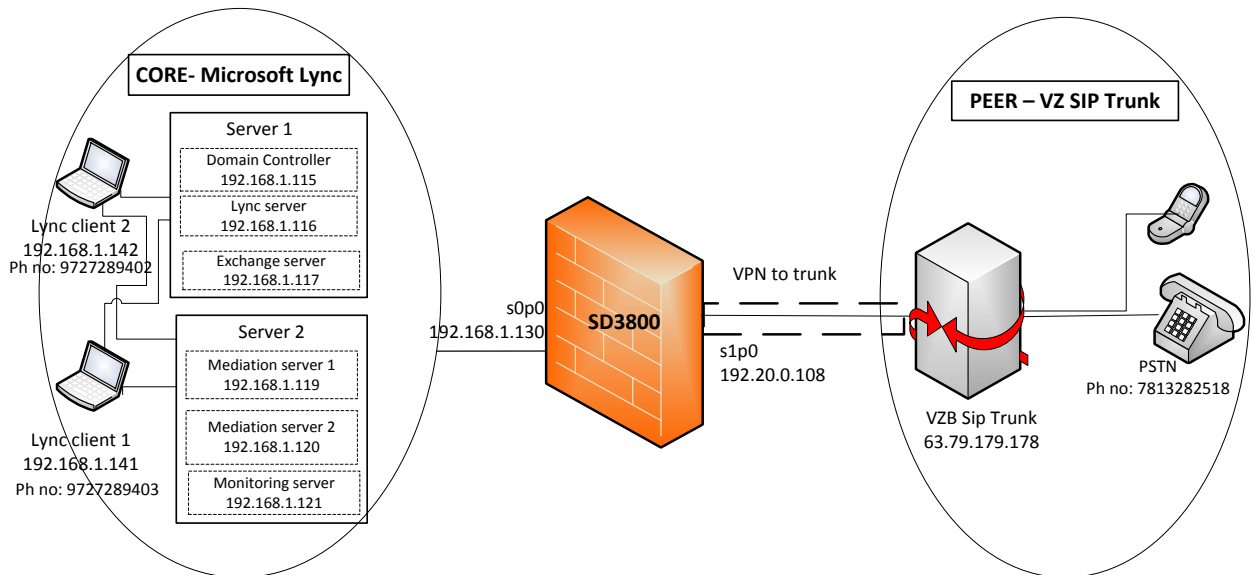 CORE- Microsoft Lync
Server 1
Domain Controller
192.168.1.115
Lync server
192.168.1.116
Exchange server
192.168.1.117
Lync client 2
192.168.1.142
Ph no: 9727289402
Server 2
Mediation server 1
192.168.1.119
Mediation server 2
192.168.1.120
Monitoring server
192.168.1.121
Lync client 1
192.168.1.141
Ph no: 9727289403
s0p0
192.168.1.130
SD3800
VPN to trunk
s1p0
192.20.0.108
PEER – VZ SIP Trunk
VZB Sip Trunk
63.79.179.178
PSTN
Ph no: 7813282518